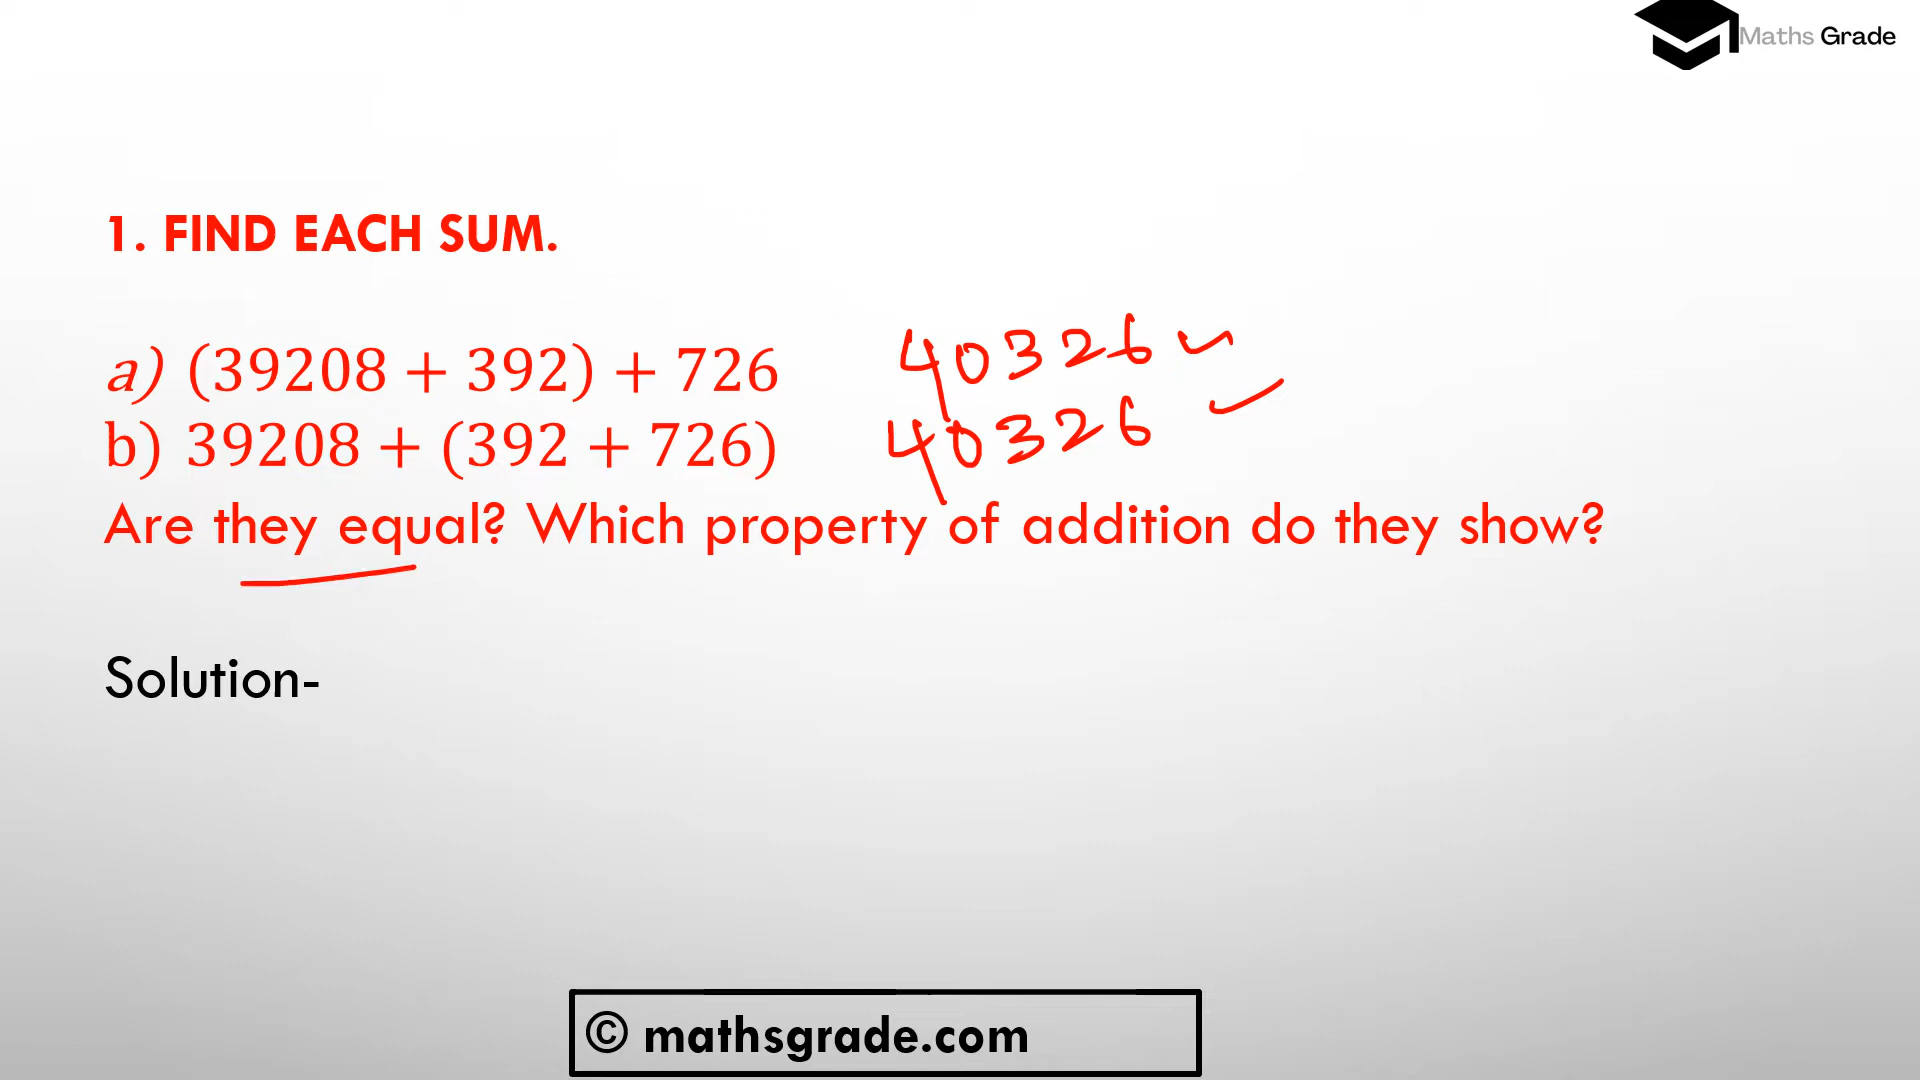 Maths Grade
1. FIND EACH SUM.
a) (39208 + 392) + 726 40326
b) 39208 + (392 + 726) 40326
Are they equal? Which property of addition do they show?
Solution-
© mathsgrade.com